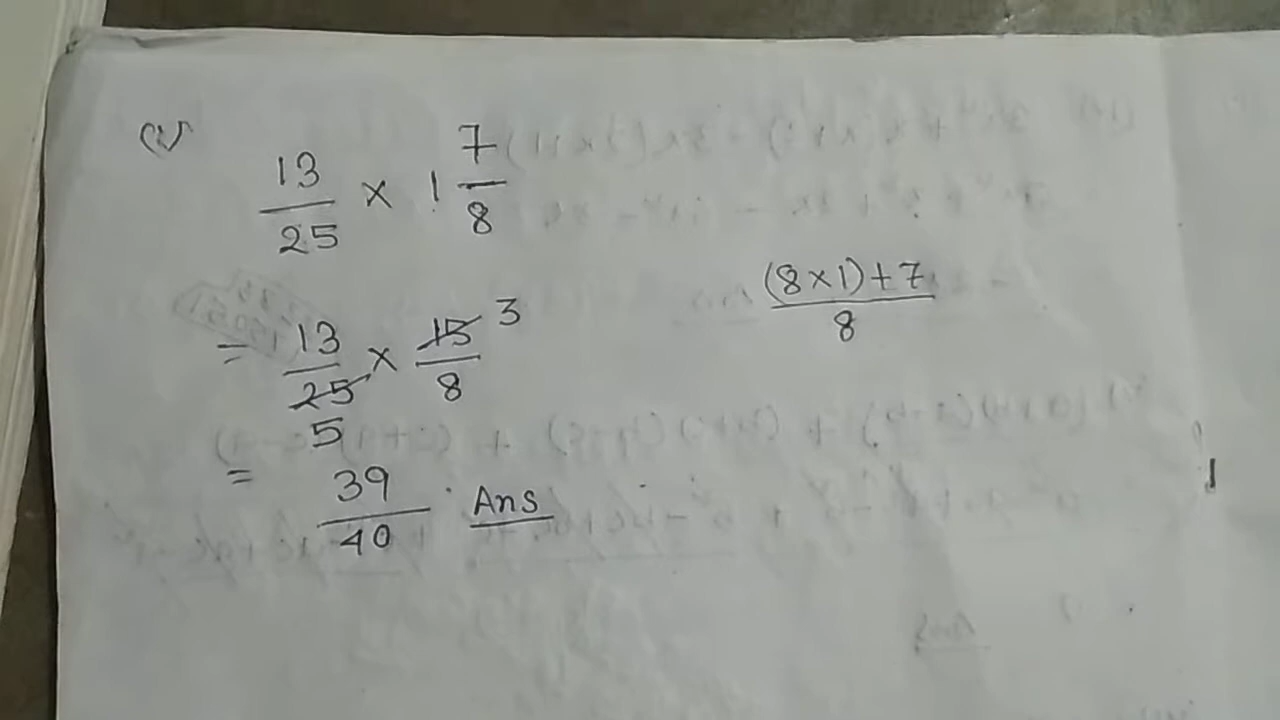 13/25 × 1 7/8
(8×1)+7/8
= 13/25 × 15/8 3
5
= 39/40 Ans